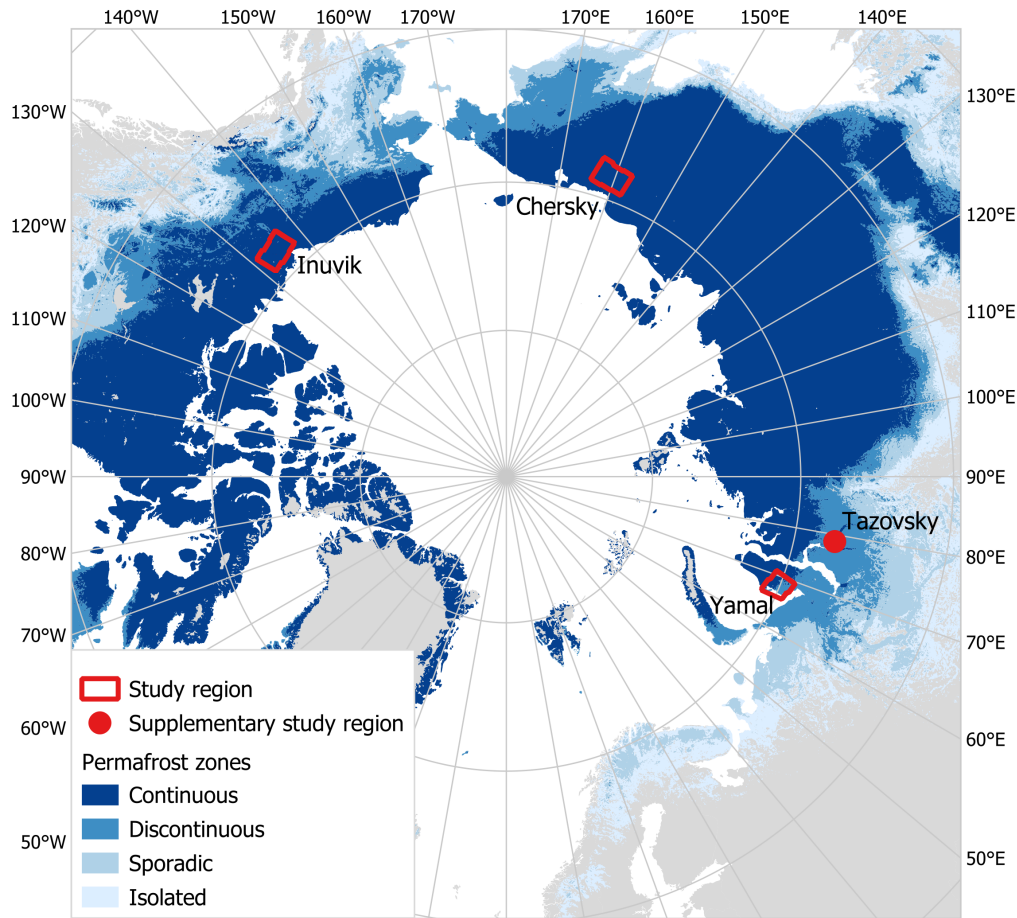 140°W 150°W 160°W 170°W 170°E 160°E 150°E 140°E
130°W
130°E
Chersky
120°W
120°E
Inuvik
110°W
110°E
100°W
100°E
90°W
90°E
Tazovsky
80°W
80°E
Yamal
70°W
70°E
Study region
Supplementary study region
60°W
60°E
Permafrost zones
Continuous
Discontinuous
50°W
50°E
Sporadic
Isolated